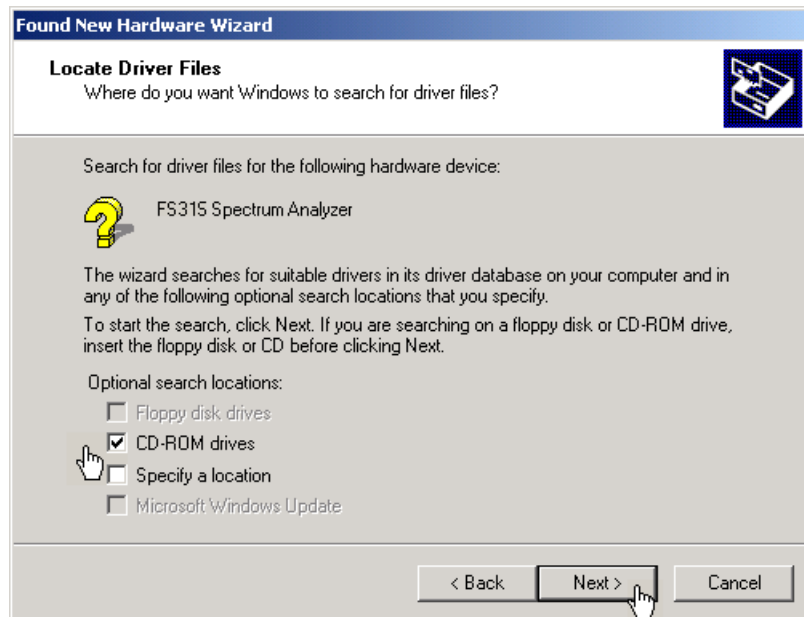 Found New Hardware Wizard
Locate Driver Files
Where do you want Windows to search for driver files?
Search for driver files for the following hardware device:
FS315 Spectrum Analyzer
The wizard searches for suitable drivers in its driver database on your computer and in
any of the following optional search locations that you specify.
To start the search, click Next. If you are searching on a floppy disk or CD-ROM drive,
insert the floppy disk or CD before clicking Next.
Optional search locations:
Floppy disk drives
CD-ROM drives
Specify a location
Microsoft Windows Update
< Back Next > Cancel